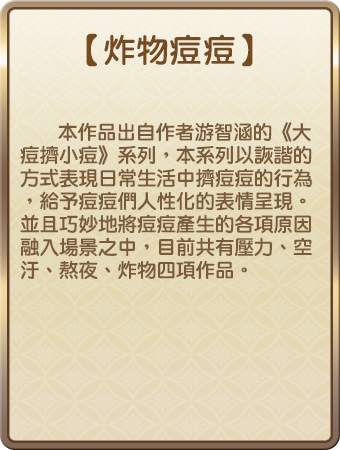 【炸物痘痘】
本作品出自作者游智涵的《大
痘擠小痘》系列，本系列以詼諧的
方式表現日常生活中擠痘痘的行為
，給予痘痘們人性化的表情呈現。
並且巧妙地將痘痘產生的各項原因
融入場景之中，目前共有壓力、空
汙、熬夜、炸物四項作品。